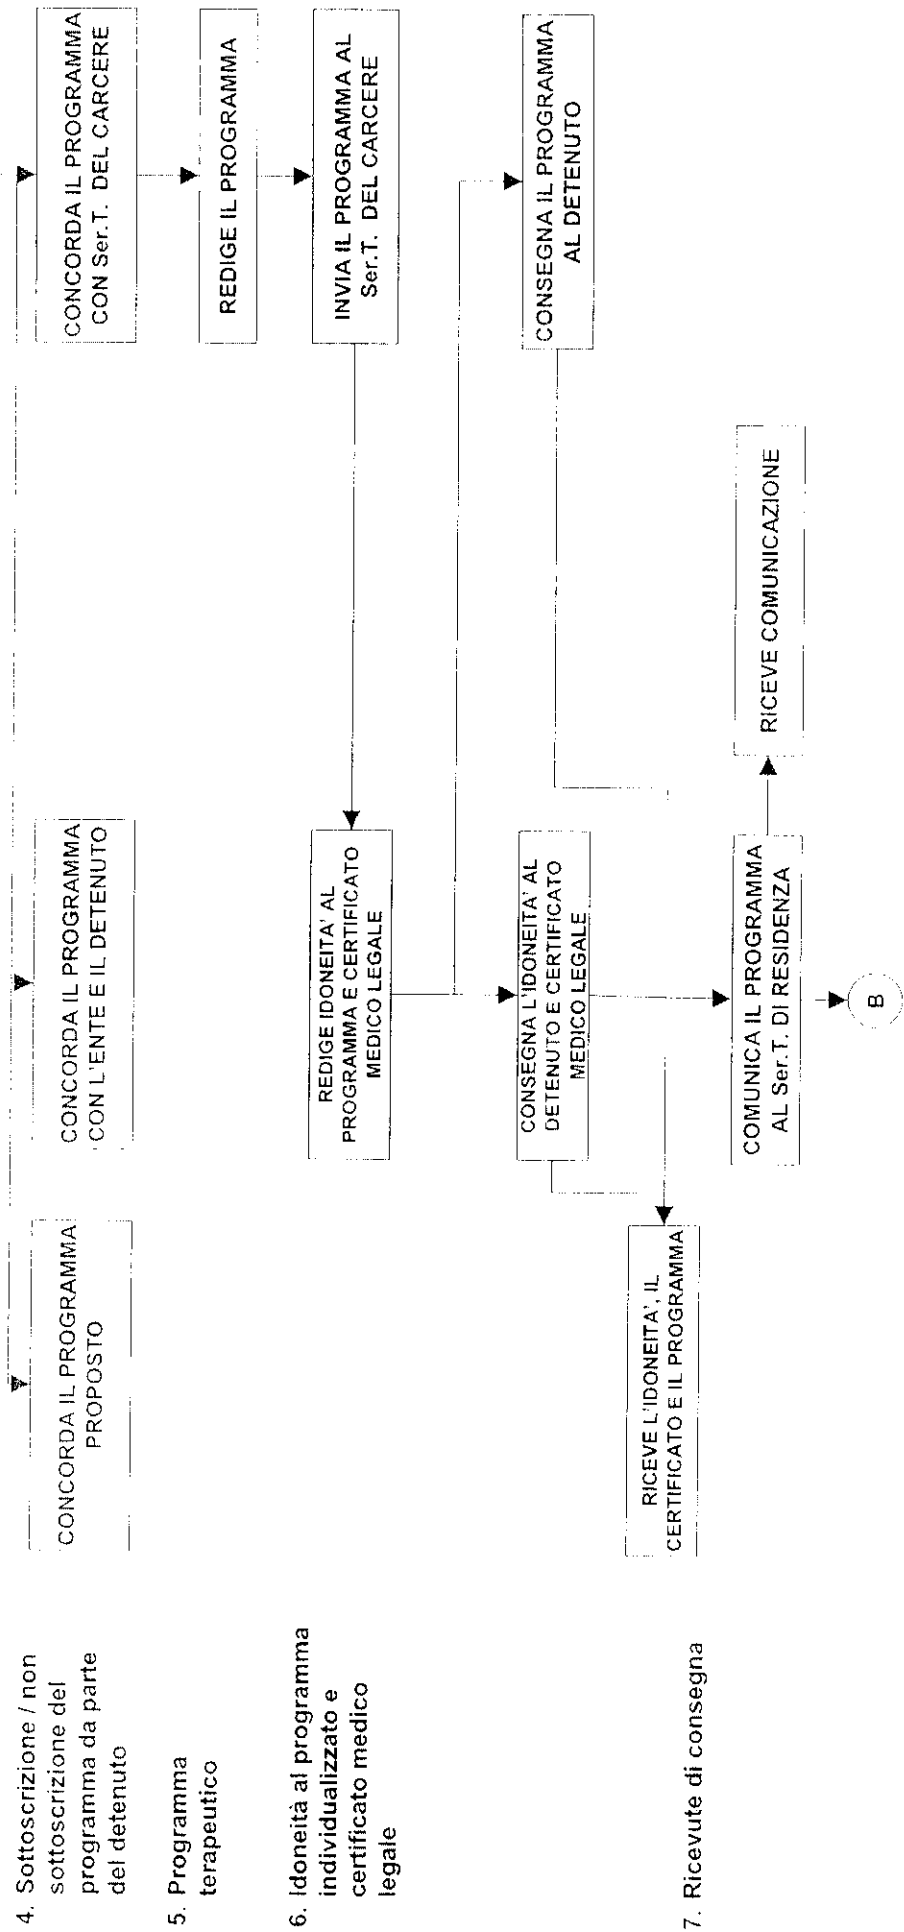 4. Sottoscrizione / non
sottoscrizione del
programma da parte
del detenuto
CONCORDA IL PROGRAMMA
PROPOSTO
CONCORDA IL PROGRAMMA
CON L'ENTE E IL DETENUTO
CONCORDA IL PROGRAMMA
CON Ser.T. DEL CARCERE
5. Programma
terapeutico
REDIGE IL PROGRAMMA
6. Idoneità al programma
individualizzato e
certificato medico
legale
REDIGE IDONEITA' AL
PROGRAMMA E CERTIFICATO
MEDICO LEGALE
INVIA IL PROGRAMMA AL
Ser.T. DEL CARCERE
CONSEGNA L'IDONEITA' AL
DETENUTO E CERTIFICATO
MEDICO LEGALE
CONSEGNA IL PROGRAMMA
AL DETENUTO
7. Ricevute di consegna
RICEVE L'IDONEITA', IL
CERTIFICATO E IL PROGRAMMA
COMUNICA IL PROGRAMMA
AL Ser.T. DI RESIDENZA
RICEVE COMUNICAZIONE
B